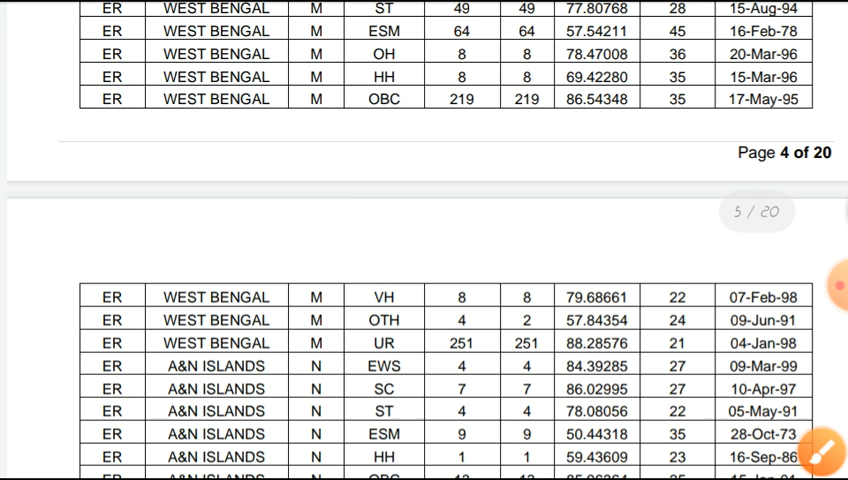 ER WEST BENGAL M ST 49 49 77.80768 28 15-Aug-94
ER WEST BENGAL M ESM 64 64 57.54211 45 16-Feb-78
ER WEST BENGAL M OH 8 8 78.47008 36 20-Mar-96
ER WEST BENGAL M HH 8 8 69.42280 35 15-Mar-96
ER WEST BENGAL M OBC 219 219 86.54348 35 17-May-95
Page 4 of 20
5 / 20
ER WEST BENGAL M VH 8 8 79.68661 22 07-Feb-98
ER WEST BENGAL M OTH 4 2 57.84354 24 09-Jun-91
ER WEST BENGAL M UR 251 251 88.28576 21 04-Jan-98
ER A&N ISLANDS N EWS 4 4 84.39285 27 09-Mar-99
ER A&N ISLANDS N SC 7 7 86.02995 27 10-Apr-97
ER A&N ISLANDS N ST 4 4 78.08056 22 05-May-91
ER A&N ISLANDS N ESM 9 9 50.44318 35 28-Oct-73
ER A&N ISLANDS N HH 1 1 59.43609 23 16-Sep-86
ER A&N ISLANDS N OBC